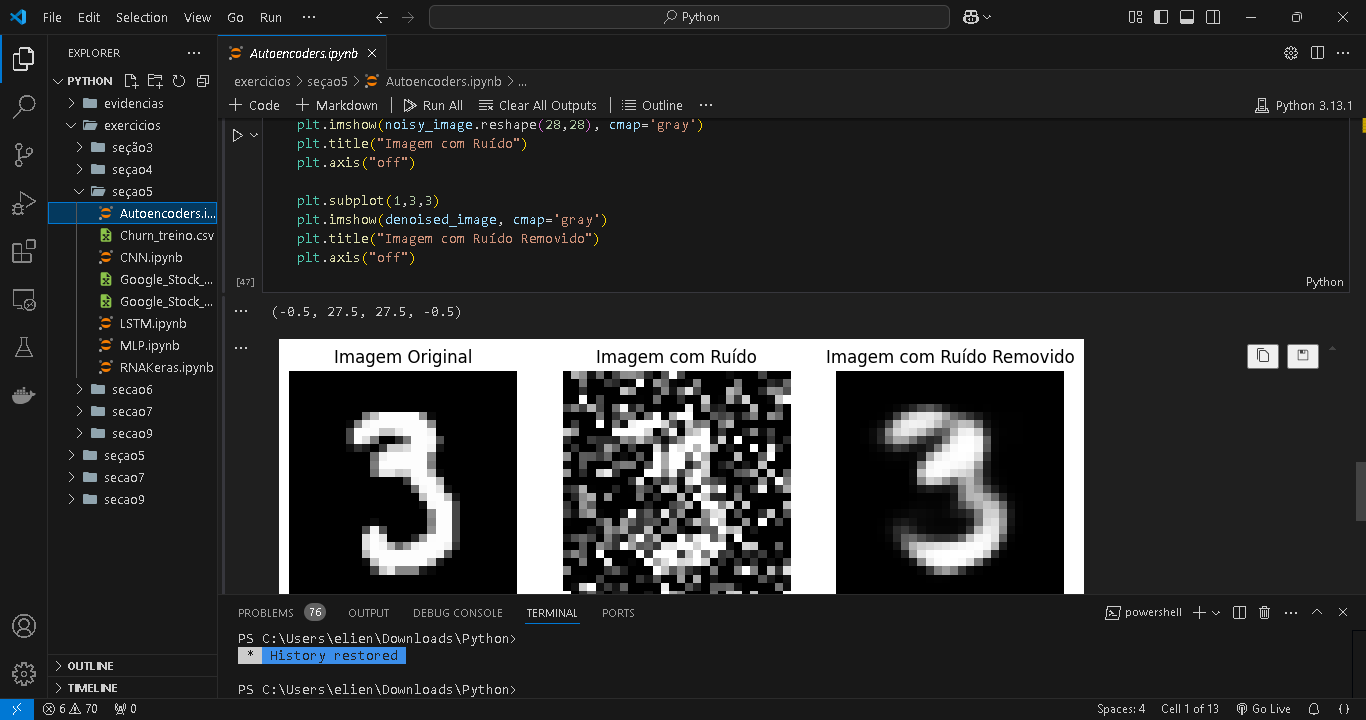 File Edit Selection View Go Run ··· Python
EXPLORER ···
PYTHON
evidencias
exercicios
seção3
seçao4
seçao5
Autoencoders.i...
Churn_treino.csv
CNN.ipynb
Google_Stock_...
Google_Stock_...
LSTM.ipynb
MLP.ipynb
RNAKeras.ipynb
secao6
secao7
secao9
seçao5
secao7
secao9
OUTLINE
TIMELINE
Autoencoders.ipynb
exercicios > seçao5 > Autoencoders.ipynb > ...
Code Markdown Run All Clear All Outputs Outline ··· Python 3.13.1
plt.imshow(noisy_image.reshape(28,28), cmap='gray')
plt.title("Imagem com Ruído")
plt.axis("off")
plt.subplot(1,3,3)
plt.imshow(denoised_image, cmap='gray')
plt.title("Imagem com Ruído Removido")
plt.axis("off")
[47] Python
··· (-0.5, 27.5, 27.5, -0.5)
···
Imagem Original Imagem com Ruído Imagem com Ruído Removido
3 3
PROBLEMS 76 OUTPUT DEBUG CONSOLE TERMINAL PORTS powershell ···
PS C:\Users\elien\Downloads\Python>
* History restored
PS C:\Users\elien\Downloads\Python>
6 70 0 Spaces: 4 Cell 1 of 13 Go Live {}